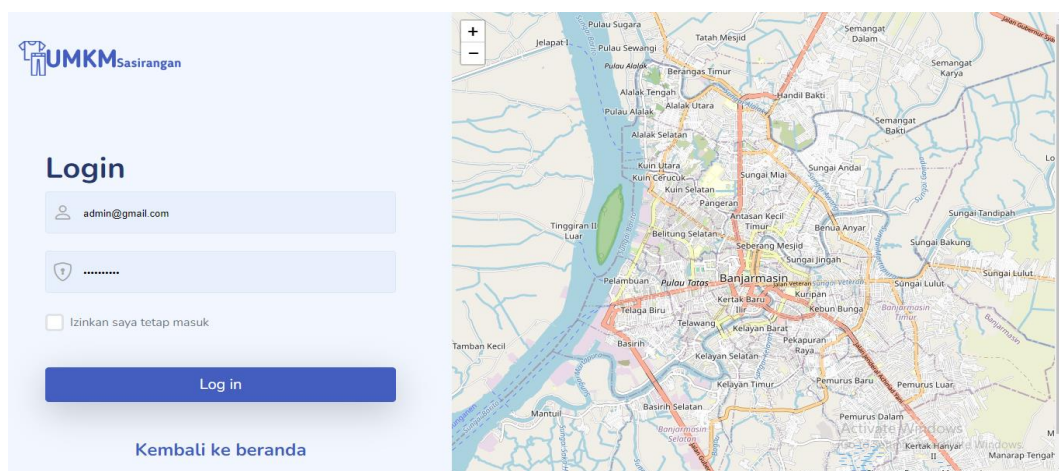 UMKMSasirangan
Login
admin@gmail.com
••••••••••
Izinkan saya tetap masuk
Log in
Kembali ke beranda
+
−
Pulau Sugara
Tatah Mesjid
Semangat
Dalam
Jelapat I
Pulau Sewangi
Pulau Alalak
Berangas Timur
Semangat
Karya
Alalak Tengah
Handil Bakti
Pulau Alalak
Alalak Utara
Semangat
Bakti
Alalak Selatan
Kuin Utara
Kuin Cerucuk
Sungai Miai
Sungai Andai
Kuin Selatan
Pangeran
Antasan Kecil
Timur
Sungai Tandipah
Tinggiran II
Luar
Belitung Selatan
Benua Anyar
Seberang Mesjid
Sungai Bakung
Sungai Jingah
Sungai Lulut
Pelambuan
Pulau Tatas
Banjarmasin
Jalan Veteran
Sungai Lulut
Kuripan
Kertak Baru
Ilir
Telaga Biru
Kebun Bunga
Banjarmasin
Timur
Telawang
Kelayan Barat
Tamban Kecil
Basirih
Pekapuran
Raya
Kelayan Selatan
Kelayan Timur
Pemurus Baru
Pemurus Luar
Basirih Selatan
Mantuil
Pemurus Dalam
Banjarmasin
Selatan
Activate Windows
Kertak Hanyar
II
Manarap Tengah